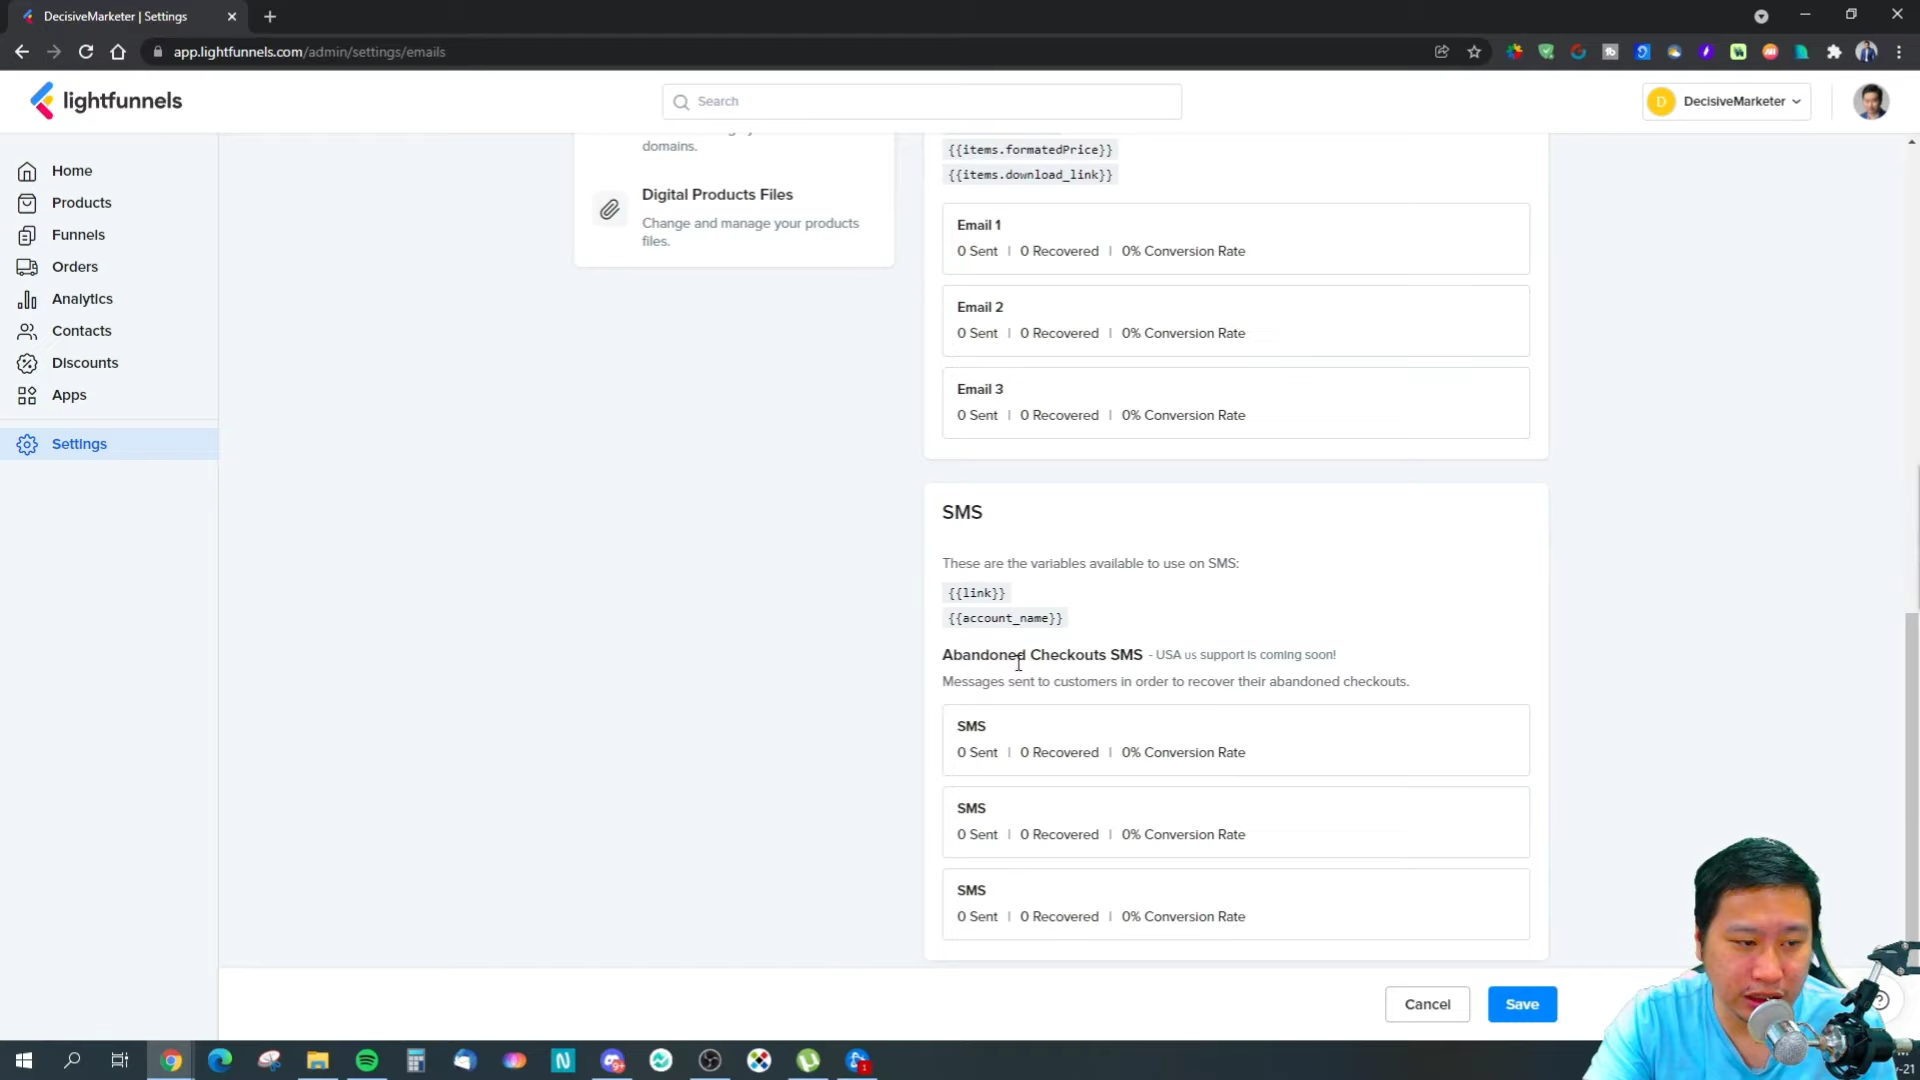 DecisiveMarketer | Settings
app.lightfunnels.com/admin/settings/emails
lightfunnels
Search
D DecisiveMarketer
Home
Products
Funnels
Orders
Analytics
Contacts
Discounts
Apps
Settings
domains.
Digital Products Files
Change and manage your products
files.
{{items.formatedPrice}}
{{items.download_link}}
Email 1
0 Sent | 0 Recovered | 0% Conversion Rate
Email 2
0 Sent | 0 Recovered | 0% Conversion Rate
Email 3
0 Sent | 0 Recovered | 0% Conversion Rate
SMS
These are the variables available to use on SMS:
{{link}}
{{account_name}}
Abandoned Checkouts SMS - USA us support is coming soon!
Messages sent to customers in order to recover their abandoned checkouts.
SMS
0 Sent | 0 Recovered | 0% Conversion Rate
SMS
0 Sent | 0 Recovered | 0% Conversion Rate
SMS
0 Sent | 0 Recovered | 0% Conversion Rate
Cancel
Save